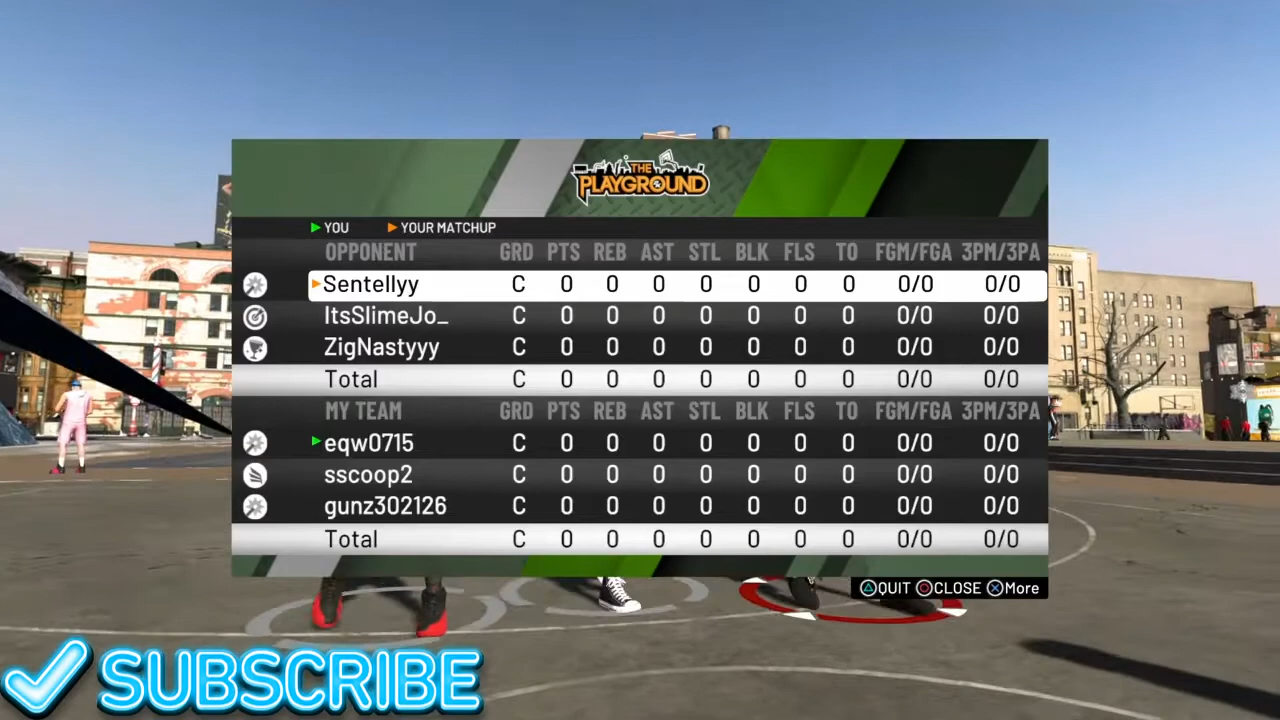 THE
PLAYGROUND
YOU YOUR MATCHUP
OPPONENT GRD PTS REB AST STL BLK FLS TO FGM/FGA 3PM/3PA
Sentellyy C 0 0 0 0 0 0 0 0/0 0/0
ItsSlimeJo_ C 0 0 0 0 0 0 0 0/0 0/0
ZigNastyyy C 0 0 0 0 0 0 0 0/0 0/0
Total C 0 0 0 0 0 0 0 0/0 0/0
MY TEAM GRD PTS REB AST STL BLK FLS TO FGM/FGA 3PM/3PA
eqw0715 C 0 0 0 0 0 0 0 0/0 0/0
sscoop2 C 0 0 0 0 0 0 0 0/0 0/0
gunz302126 C 0 0 0 0 0 0 0 0/0 0/0
Total C 0 0 0 0 0 0 0 0/0 0/0
QUIT CLOSE More
SUBSCRIBE